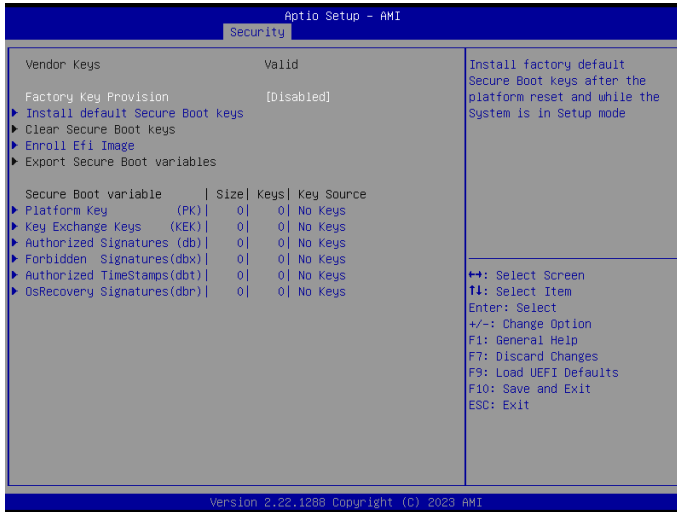 Aptio Setup – AMI
Security
Vendor Keys Valid
Factory Key Provision [Disabled]
▶ Install default Secure Boot keys
▶ Clear Secure Boot keys
▶ Enroll Efi Image
▶ Export Secure Boot variables
Secure Boot variable | Size| Keys| Key Source
▶ Platform Key (PK)| 0| 0| No Keys
▶ Key Exchange Keys (KEK)| 0| 0| No Keys
▶ Authorized Signatures (db)| 0| 0| No Keys
▶ Forbidden Signatures(dbx)| 0| 0| No Keys
▶ Authorized TimeStamps(dbt)| 0| 0| No Keys
▶ OsRecovery Signatures(dbr)| 0| 0| No Keys
Install factory default
Secure Boot keys after the
platform reset and while the
System is in Setup mode
↔: Select Screen
↑↓: Select Item
Enter: Select
+/-: Change Option
F1: General Help
F7: Discard Changes
F9: Load UEFI Defaults
F10: Save and Exit
ESC: Exit
Version 2.22.1288 Copyright (C) 2023 AMI